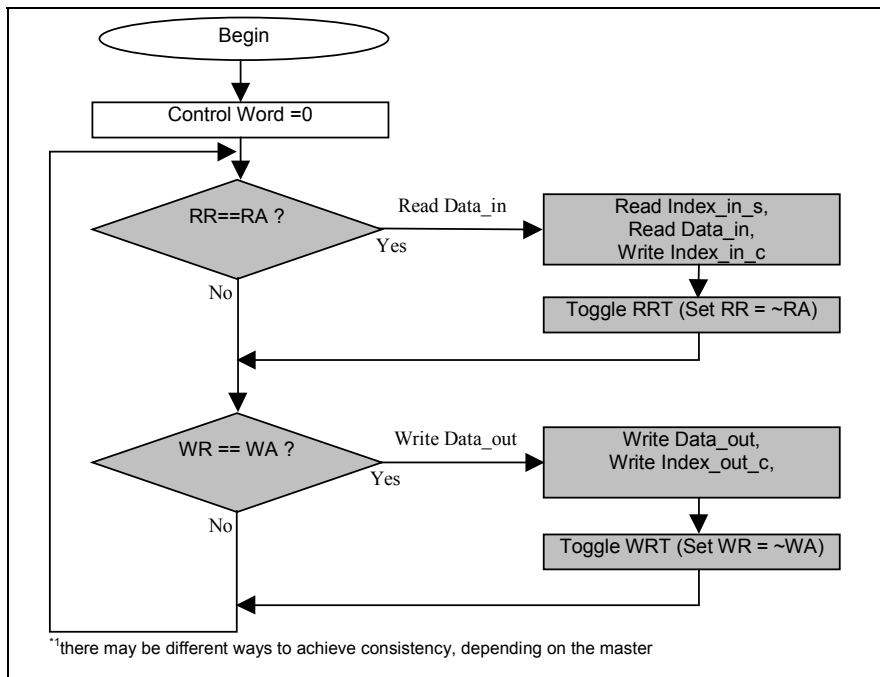 Begin
Control Word =0
RR==RA ?
Read Data_in
Yes
No
Read Index_in_s,
Read Data_in,
Write Index_in_c
Toggle RRT (Set RR = ~RA)
WR == WA ?
Write Data_out
Yes
No
Write Data_out,
Write Index_out_c,
Toggle WRT (Set WR = ~WA)
*1there may be different ways to achieve consistency, depending on the master